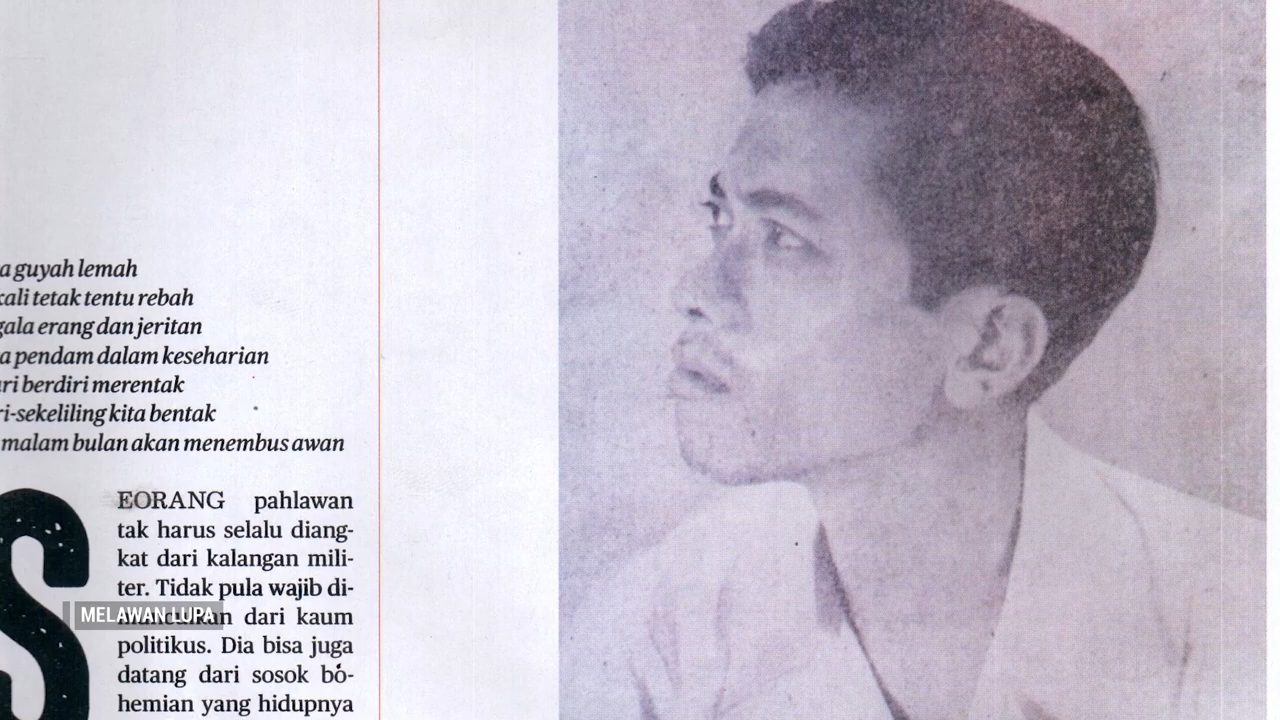 a guyah lemah
kali tetak tentu rebah
gala erang dan jeritan
a pendam dalam keseharian
ari berdiri merentak
ri-sekeliling kita bentak
malam bulan akan menembus awan
SEORANG pahlawan
tak harus selalu diang-
kat dari kalangan mili-
ter. Tidak pula wajib di-
dari kaum
MELAWAN LUPA
politikus. Dia bisa juga
datang dari sosok bo-
hemian yang hidupnya